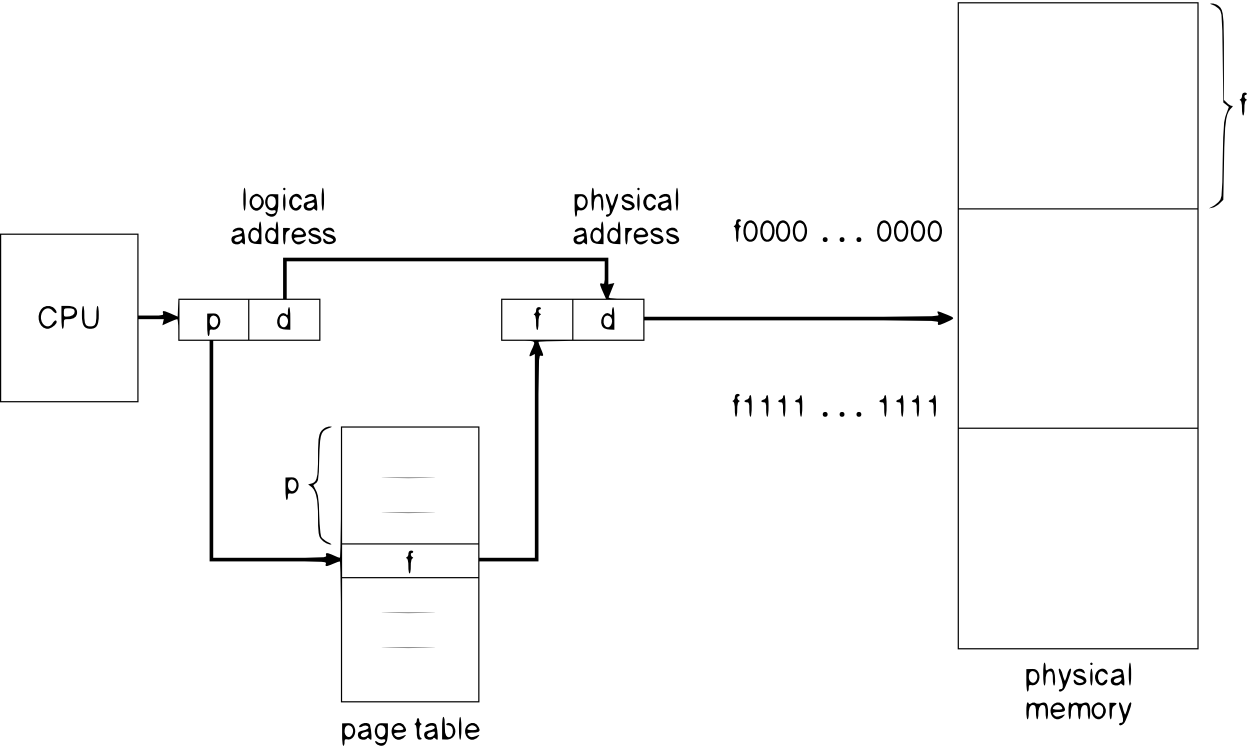 f
logical
address
physical
address
f0000 ... 0000
CPU
p d
f d
f1111 ... 1111
p
f
physical
memory
page table